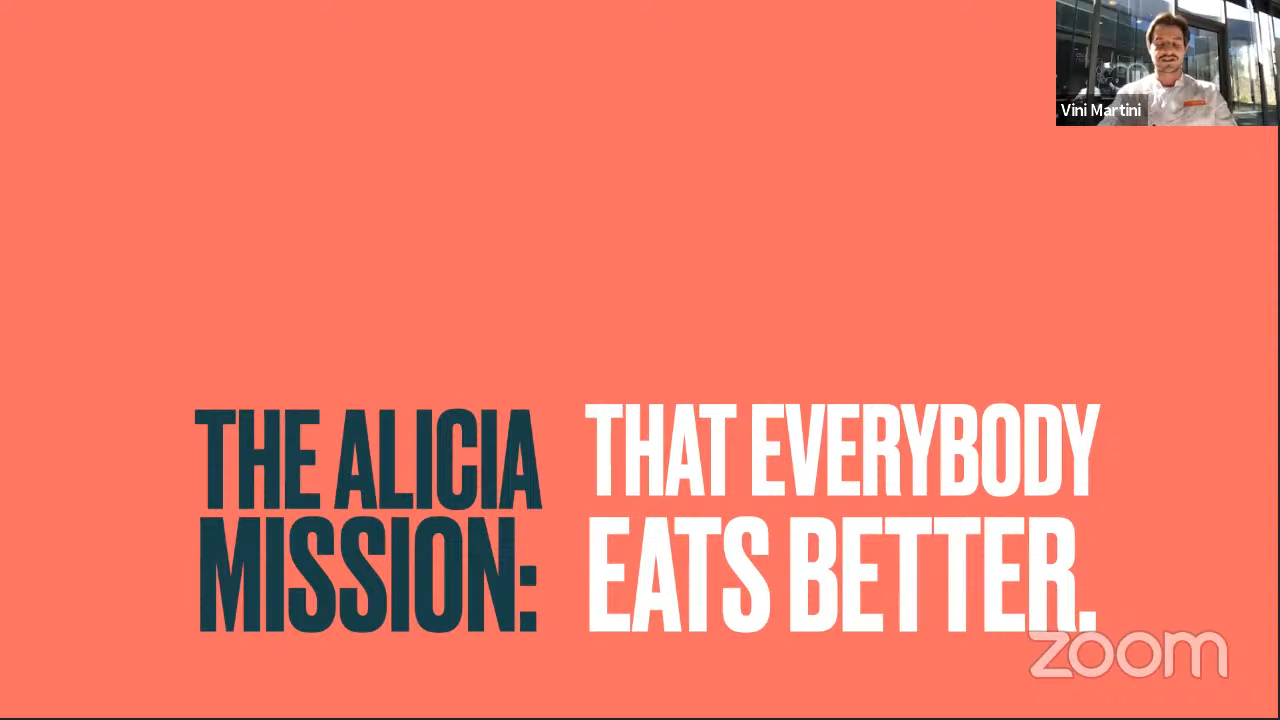 Vini Martini
THE ALICIA
MISSION:
THAT EVERYBODY
EATS BETTER.
zoom